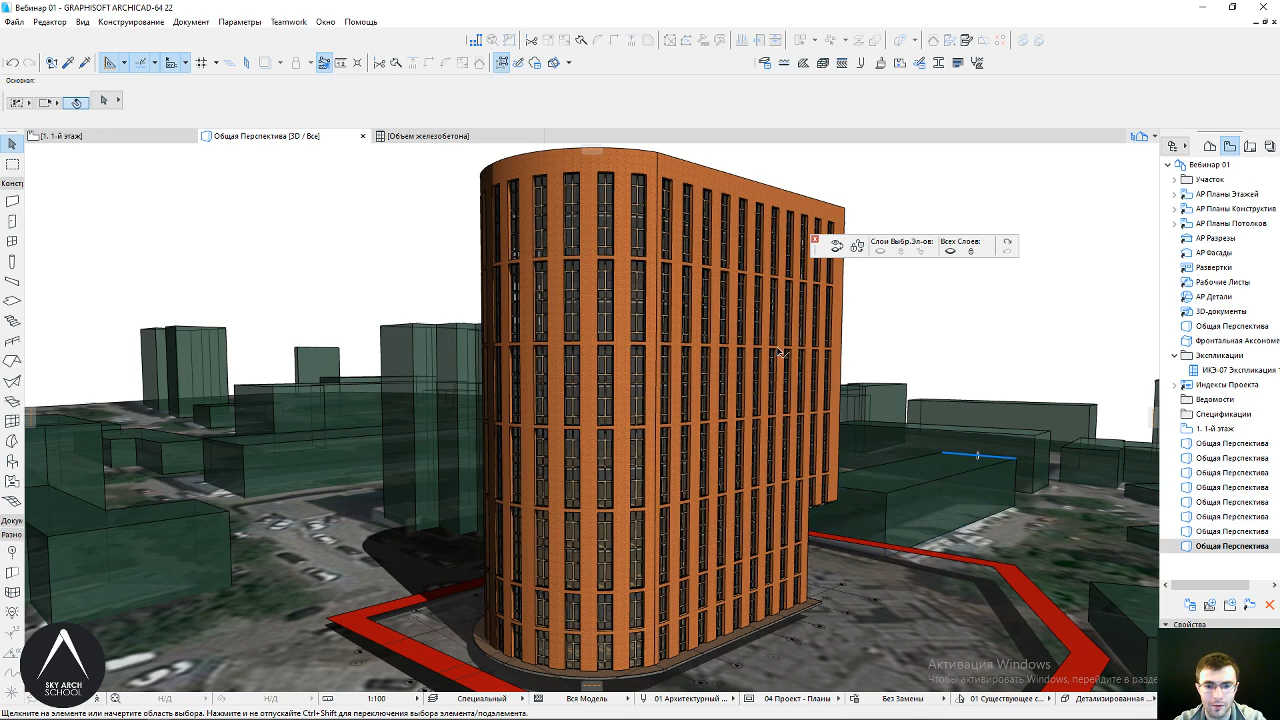 Вебинар 01 - GRAPHISOFT ARCHICAD-64 22
Файл Редактор Вид Конструирование Документ Параметры Teamwork Окно Помощь
Основная:
[1. 1-й этаж]
Общая Перспектива [3D / Все]
[Объем железобетона]
Конст
Докум
Разно
Слои Выбр.Эл-ов:
Всех Слоев:
Вебинар 01
Участок
АР Планы Этажей
АР Планы Конструктив
АР Планы Потолков
АР Разрезы
АР Фасады
Развертки
Рабочие Листы
АР Детали
3D-документы
Общая Перспектива
Фронтальная Аксономе
Экспликации
ИКЭ-07 Экспликация 1
Индексы Проекта
Ведомости
Спецификации
1. 1-й этаж
Общая Перспектива
Общая Перспектива
Общая Перспектива
Общая Перспектива
Общая Перспектива
Общая Перспектива
Общая Перспектива
Общая Перспектива
Свойства
Активация Windows
Чтобы активировать Windows, перейдите в разде
SKY ARCH
SCHOOL
Н/Д Н/Д 1:100 Специальный Вся Модель 01 Архитектурный ... 04 Проект - Планы Без Замены 01 Существующее с... Детализированная ...
Щелкните на элементе или начертите область выбора. Нажмите и не отпускайте Ctrl+Shift для переключения выбора элемента/подэлемента.